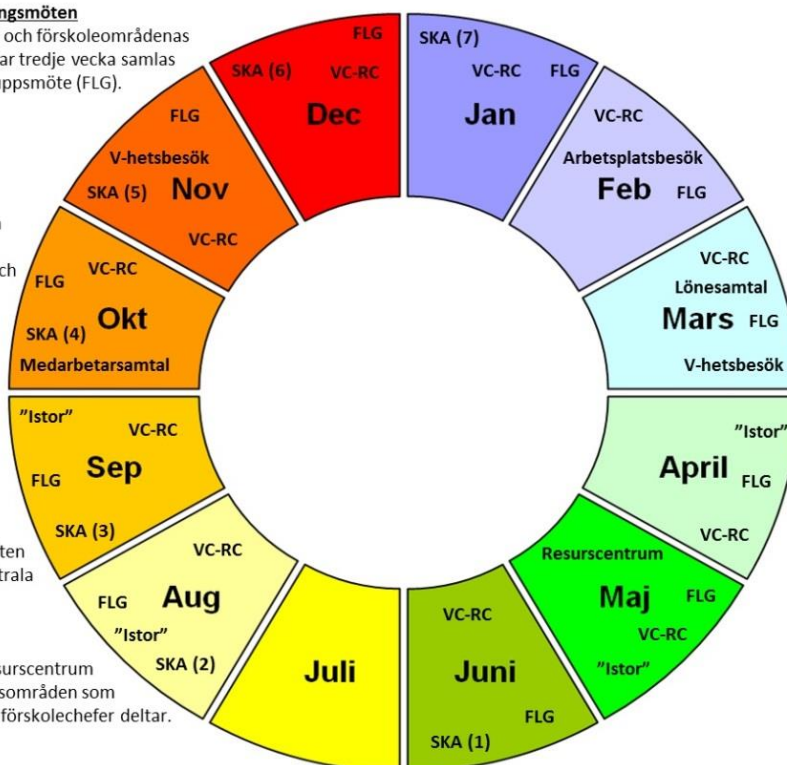 ngsmöten
och förskoleområdenas
ar tredje vecka samlas
uppsmöte (FLG).
ch
ten
trala
surscentrum
sområden som
förskolechefer deltar.
SKA (7)
VC-RC FLG
Jan
VC-RC
Arbetsplatsbesök
Feb FLG
VC-RC
Lönesamtal
Mars FLG
V-hetsbesök
”Istor”
April FLG
VC-RC
Resurscentrum
Maj FLG
VC-RC
”Istor”
VC-RC
Juni
FLG
SKA (1)
Juli
VC-RC
FLG Aug
”Istor”
SKA (2)
”Istor”
VC-RC
Sep
FLG
SKA (3)
VC-RC
FLG
Okt
SKA (4)
Medarbetarsamtal
FLG
V-hetsbesök
SKA (5) Nov
VC-RC
FLG
SKA (6) VC-RC
Dec